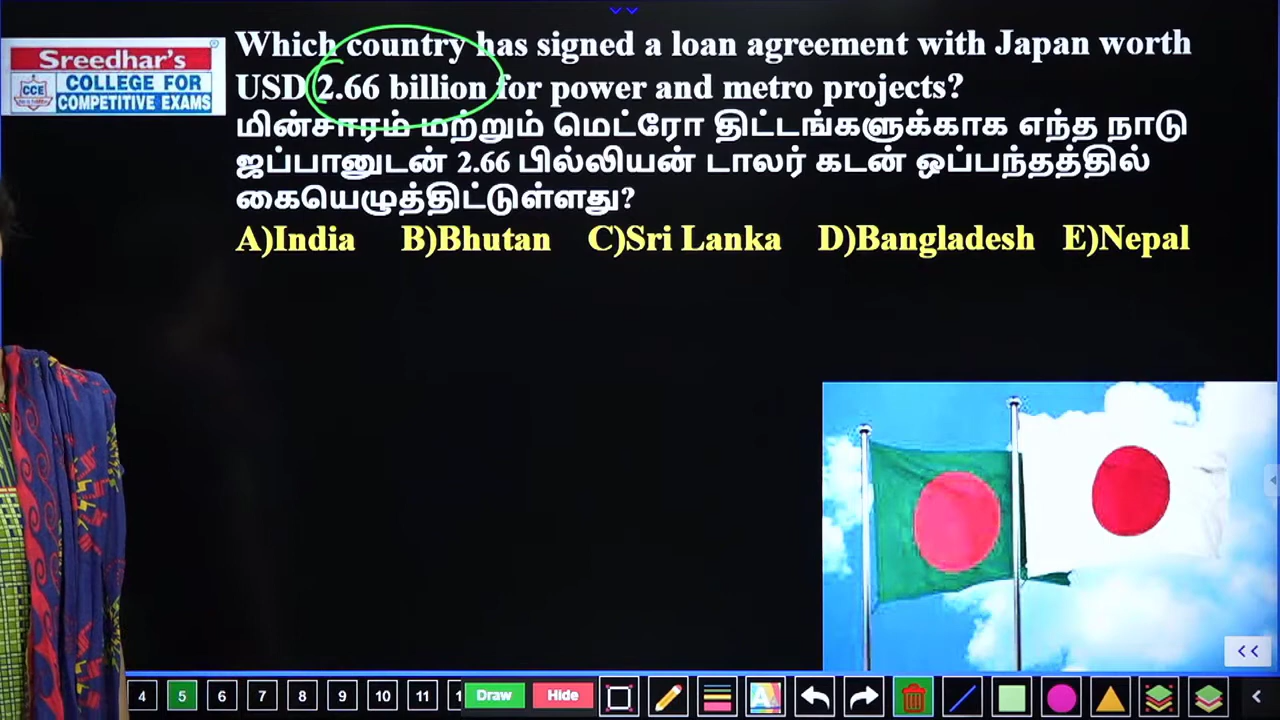 Sreedhar's
CCE
COLLEGE FOR
COMPETITIVE EXAMS
Which country has signed a loan agreement with Japan worth
USD 2.66 billion for power and metro projects?
மின்சாரம் மற்றும் மெட்ரோ திட்டங்களுக்காக எந்த நாடு
ஜப்பானுடன் 2.66 பில்லியன் டாலர் கடன் ஒப்பந்தத்தில்
கையெழுத்திட்டுள்ளது?
A)India B)Bhutan C)Sri Lanka D)Bangladesh E)Nepal
4 5 6 7 8 9 10 11 1 Draw Hide A